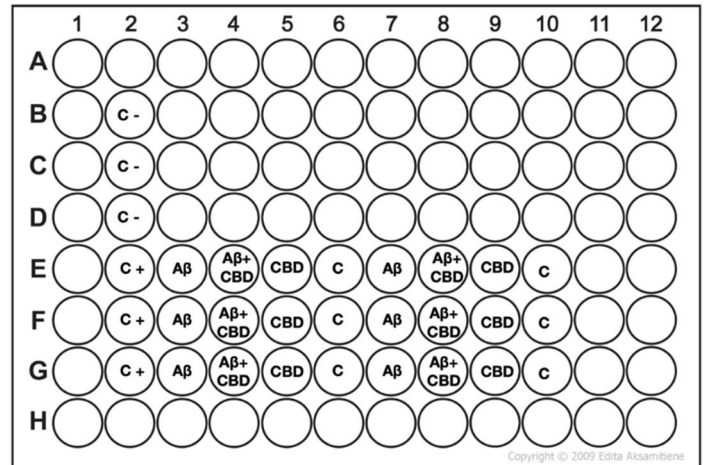 1 2 3 4 5 6 7 8 9 10 11 12
A
B C -
C C -
D C -
E C + Aβ Aβ+ CBD CBD C Aβ Aβ+ CBD CBD C
F C + Aβ Aβ+ CBD CBD C Aβ Aβ+ CBD CBD C
G C + Aβ Aβ+ CBD CBD C Aβ Aβ+ CBD CBD C
H
Copyright © 2009 Edita Aksamitiene